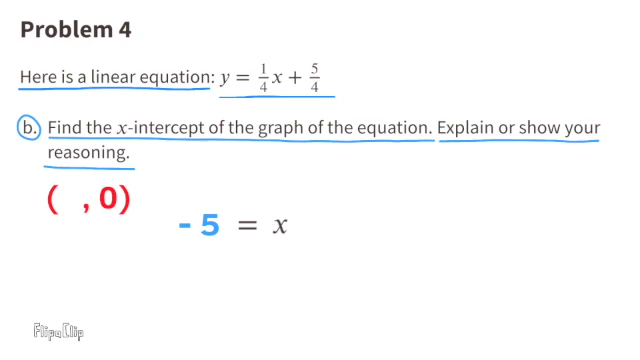 Problem 4
Here is a linear equation: y = 1/4 x + 5/4
b. Find the x-intercept of the graph of the equation. Explain or show your
reasoning.
( , 0)
- 5 = x
FlipaClip